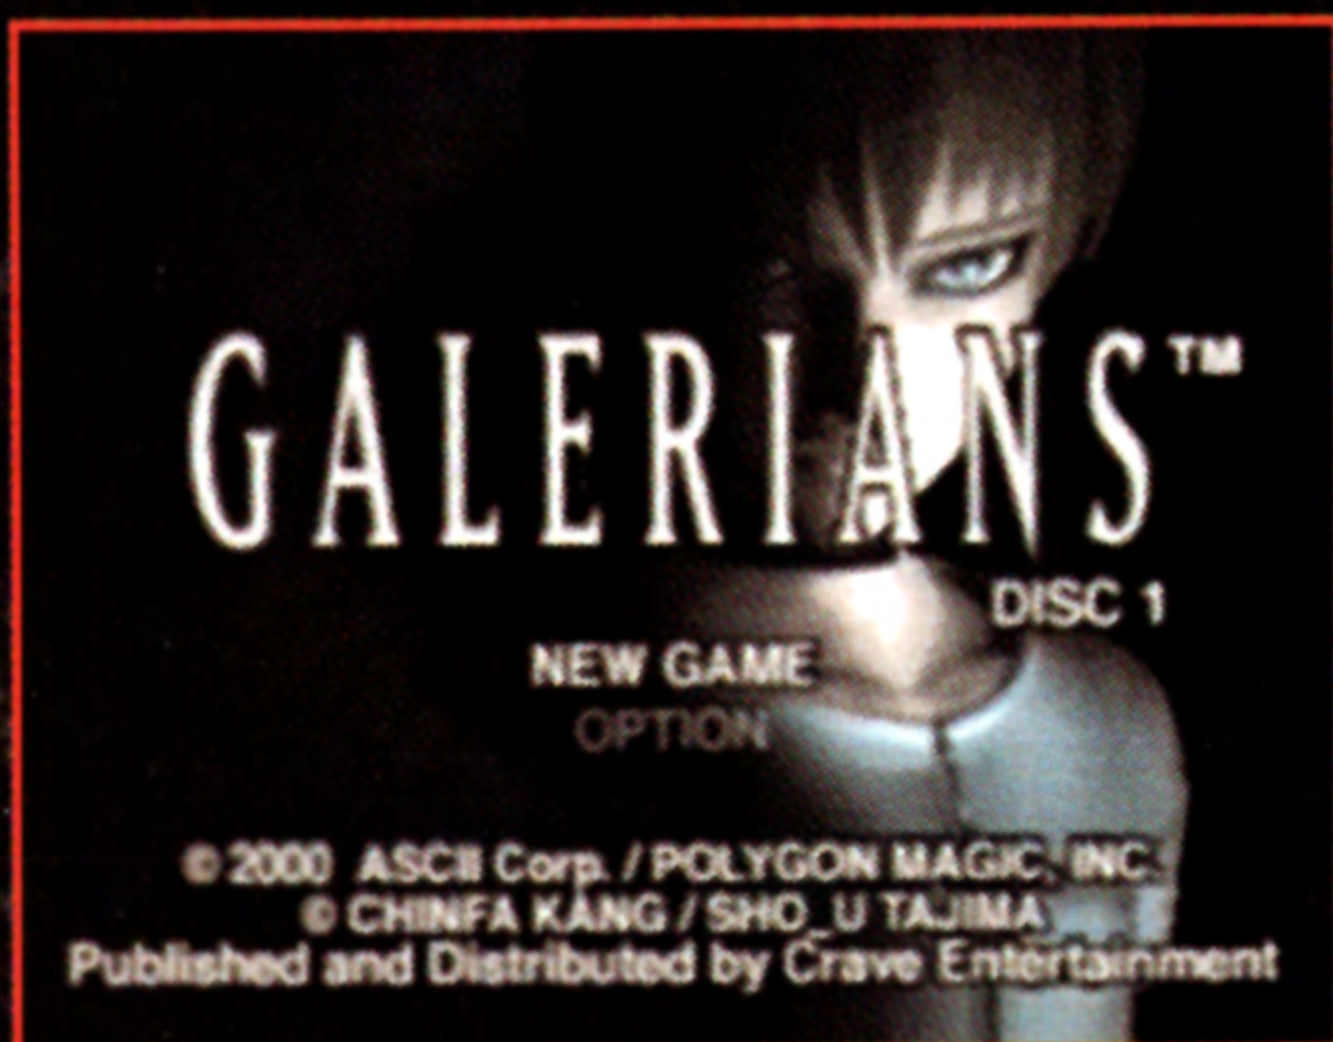 GALERIANS™
DISC 1
NEW GAME
OPTION
© 2000 ASCII Corp. / POLYGON MAGIC, INC.
© CHINFA KANG / SHO_U TAJIMA
Published and Distributed by Crave Entertainment